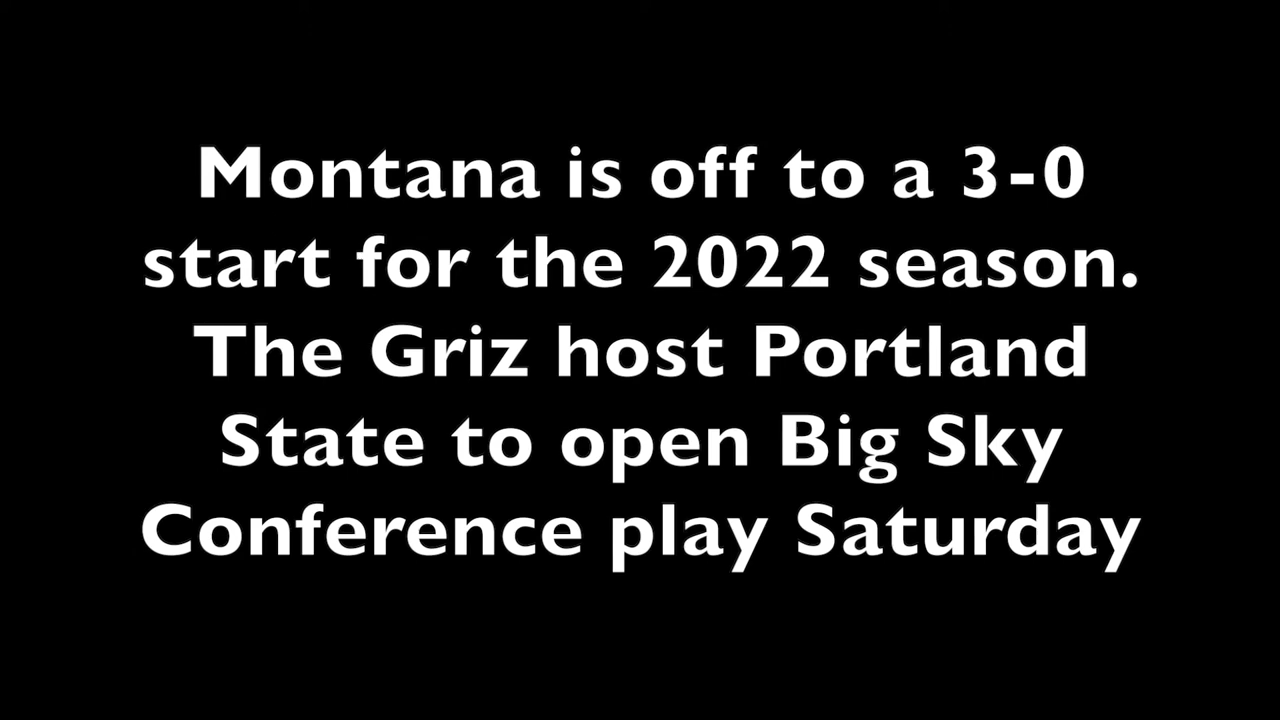 Montana is off to a 3-0
start for the 2022 season.
The Griz host Portland
State to open Big Sky
Conference play Saturday